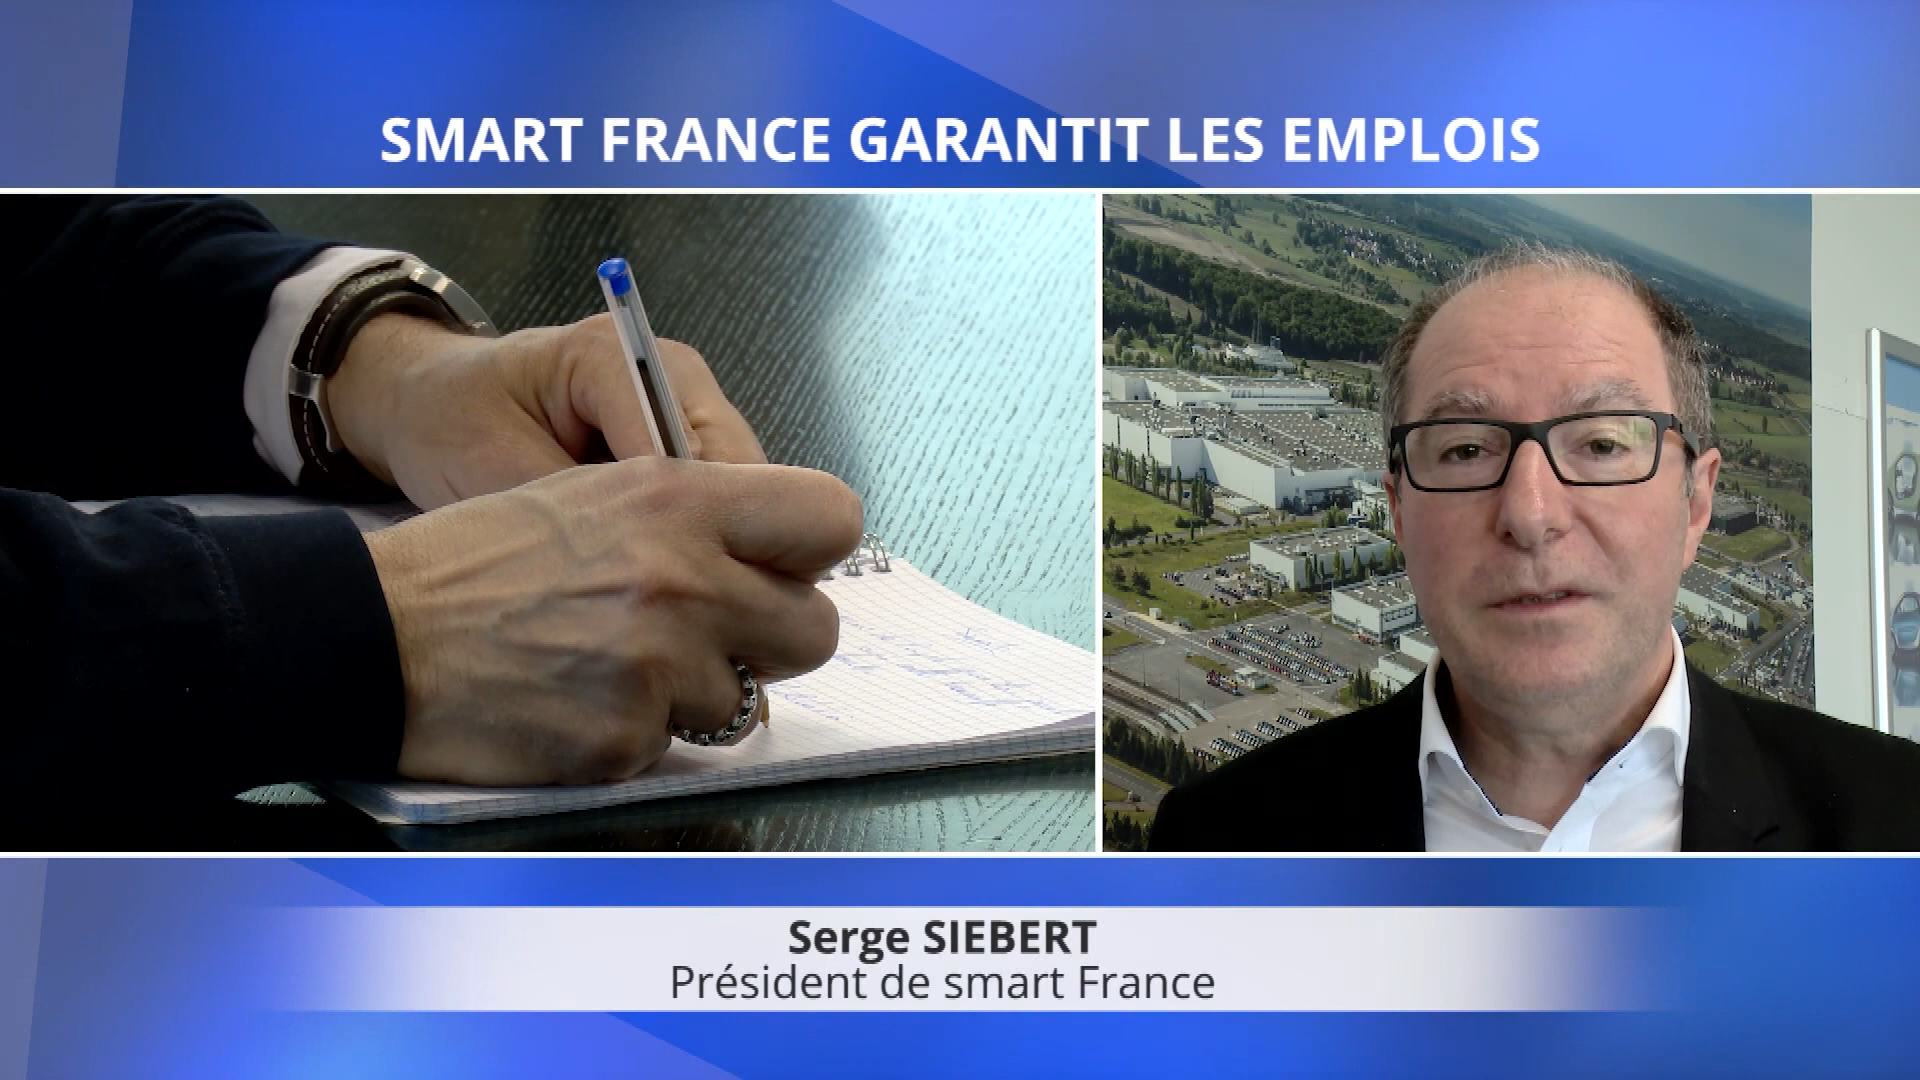 SMART FRANCE GARANTIT LES EMPLOIS
Serge SIEBERT
Président de smart France